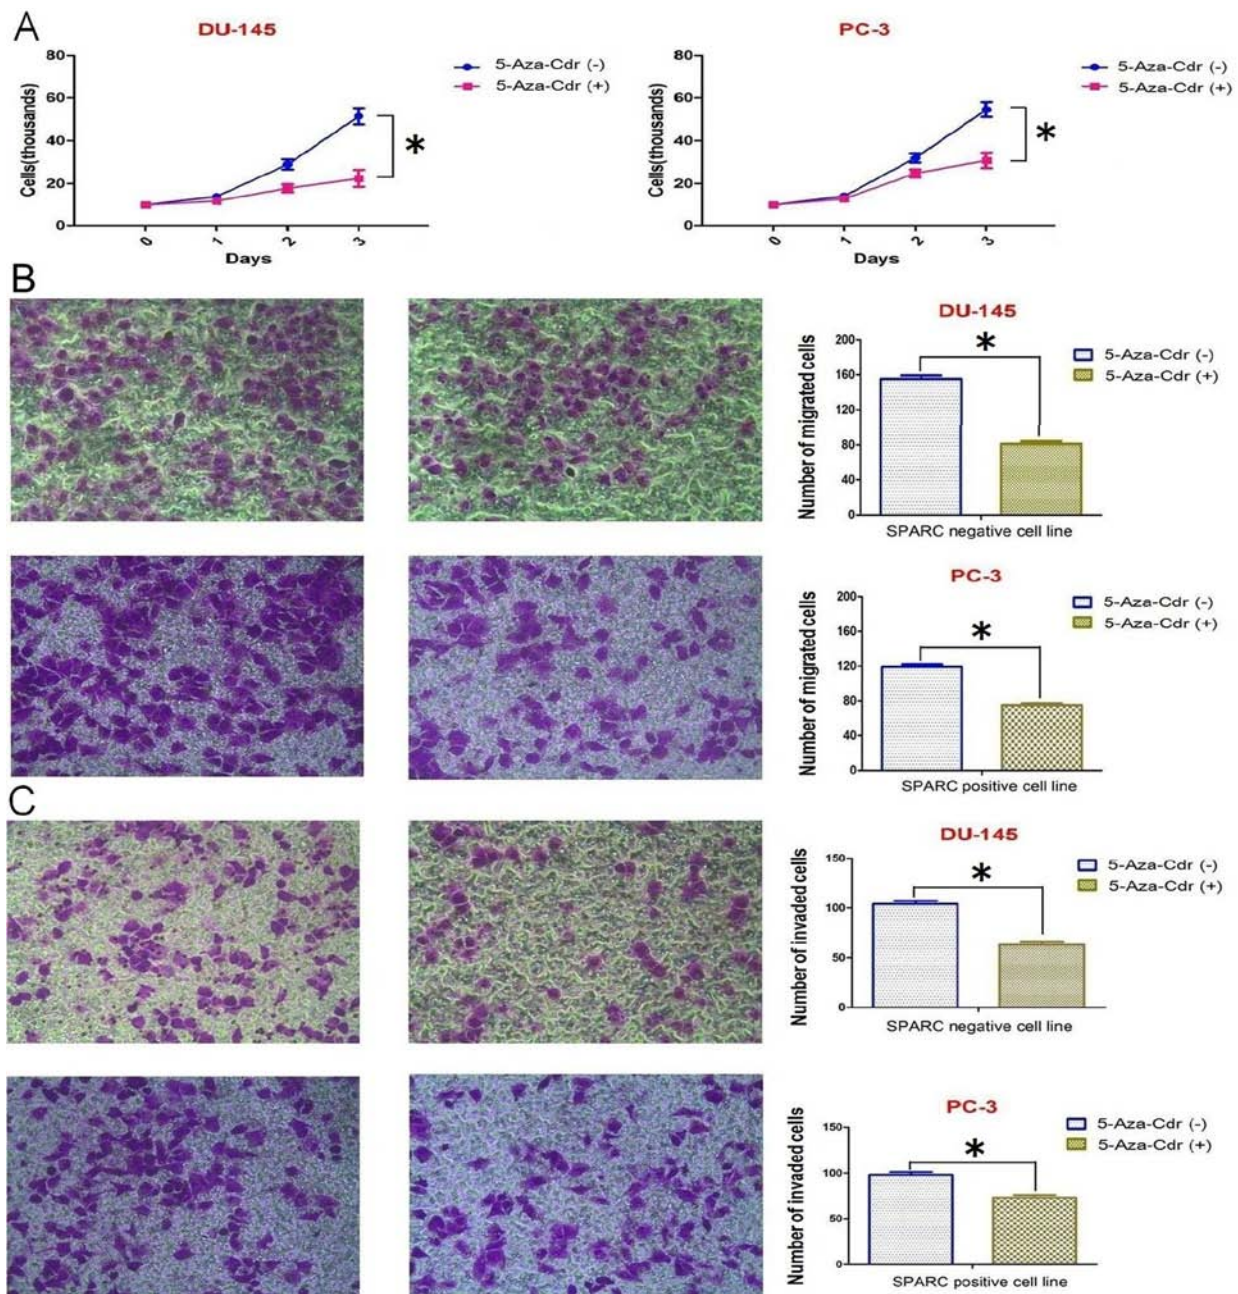 A
DU-145
80
60
40
20
0
Cells(thousands)
0 1 2 3
Days
5-Aza-Cdr (-)
5-Aza-Cdr (+)
*
PC-3
80
60
40
20
0
Cells(thousands)
0 1 2 3
Days
5-Aza-Cdr (-)
5-Aza-Cdr (+)
*
B
DU-145
200
160
120
80
40
0
Number of migrated cells
*
5-Aza-Cdr (-)
5-Aza-Cdr (+)
SPARC negative cell line
PC-3
200
160
120
80
40
0
Number of migrated cells
*
5-Aza-Cdr (-)
5-Aza-Cdr (+)
SPARC positive cell line
C
DU-145
150
100
50
0
Number of invaded cells
*
5-Aza-Cdr (-)
5-Aza-Cdr (+)
SPARC negative cell line
PC-3
150
100
50
0
Number of invaded cells
*
5-Aza-Cdr (-)
5-Aza-Cdr (+)
SPARC positive cell line